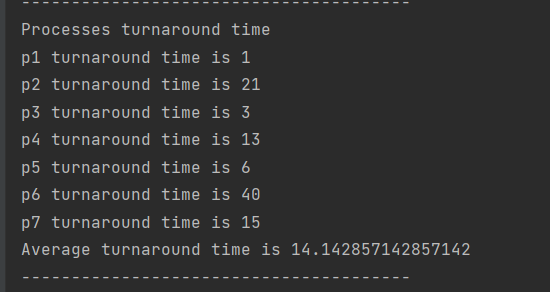 ---------------------------------------
Processes turnaround time
p1 turnaround time is 1
p2 turnaround time is 21
p3 turnaround time is 3
p4 turnaround time is 13
p5 turnaround time is 6
p6 turnaround time is 40
p7 turnaround time is 15
Average turnaround time is 14.142857142857142
---------------------------------------